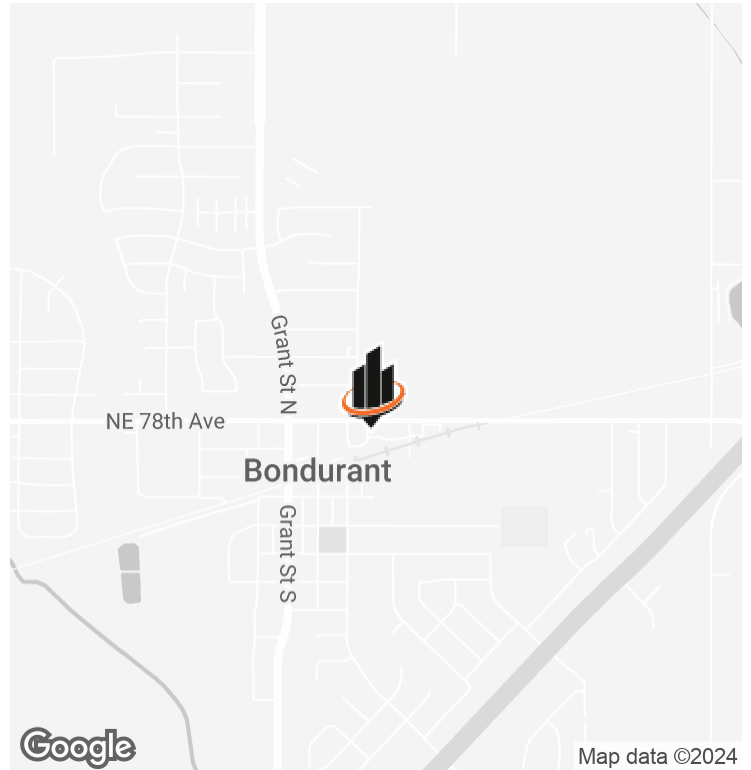 Grant St N
NE 78th Ave
Bondurant
Grant St S
Google
Map data ©2024